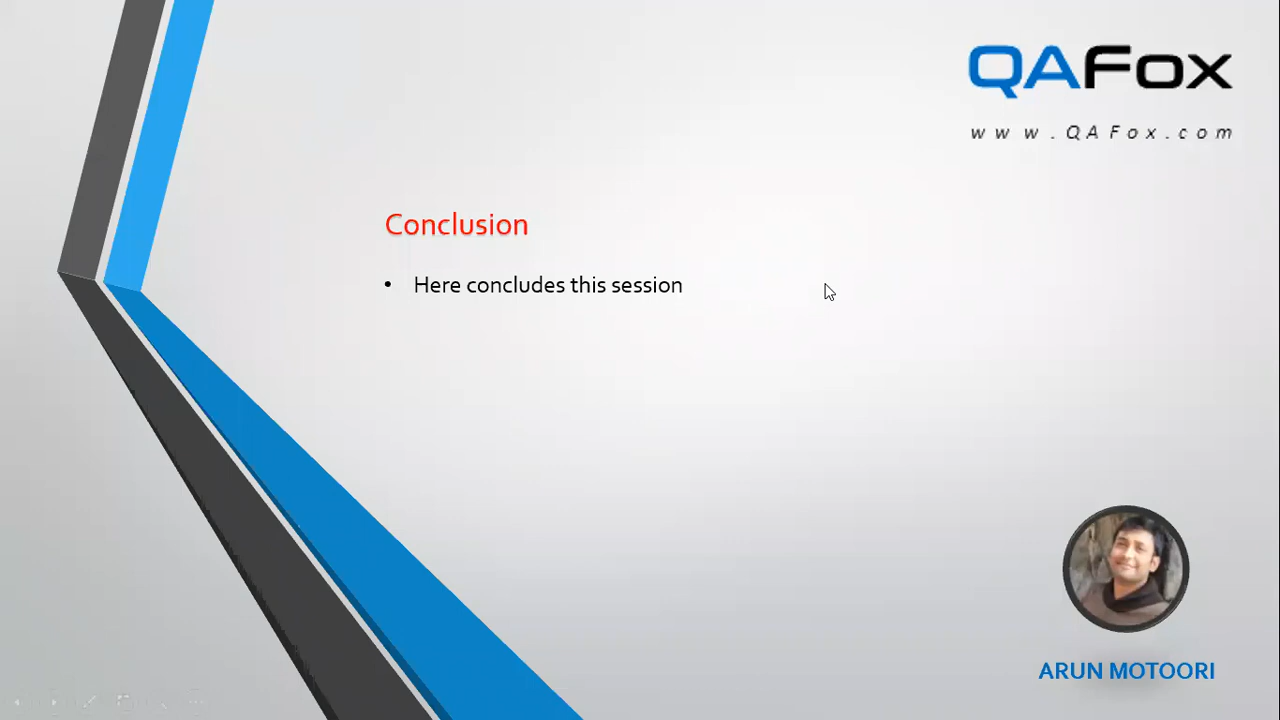 QAFox
www.QAFox.com
Conclusion
• Here concludes this session
ARUN MOTOORI